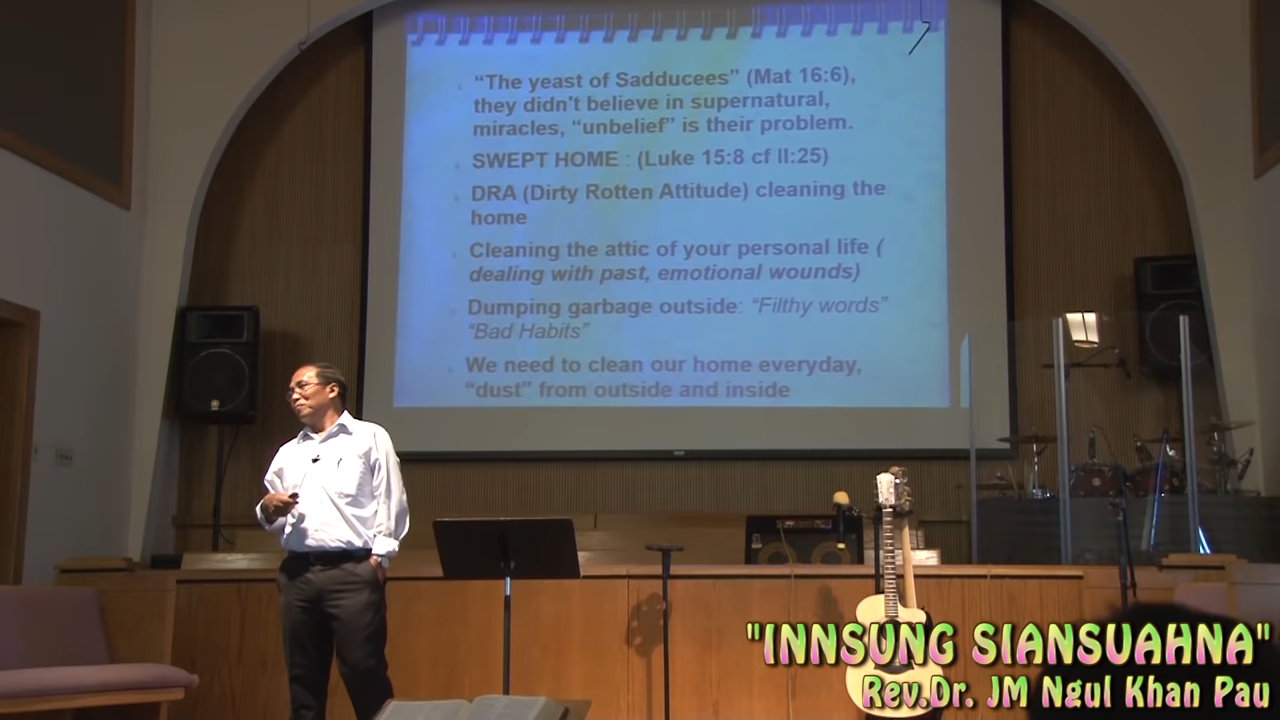 “The yeast of Sadducees” (Mat 16:6),
they didn't believe in supernatural,
miracles, “unbelief” is their problem.
SWEPT HOME : (Luke 15:8 cf II:25)
DRA (Dirty Rotten Attitude) cleaning the
home
Cleaning the attic of your personal life (
dealing with past, emotional wounds)
Dumping garbage outside: “Filthy words”
“Bad Habits”
We need to clean our home everyday,
“dust” from outside and inside
"INNSUNG SIANSUAHNA"
Rev.Dr. JM Ngul Khan Pau